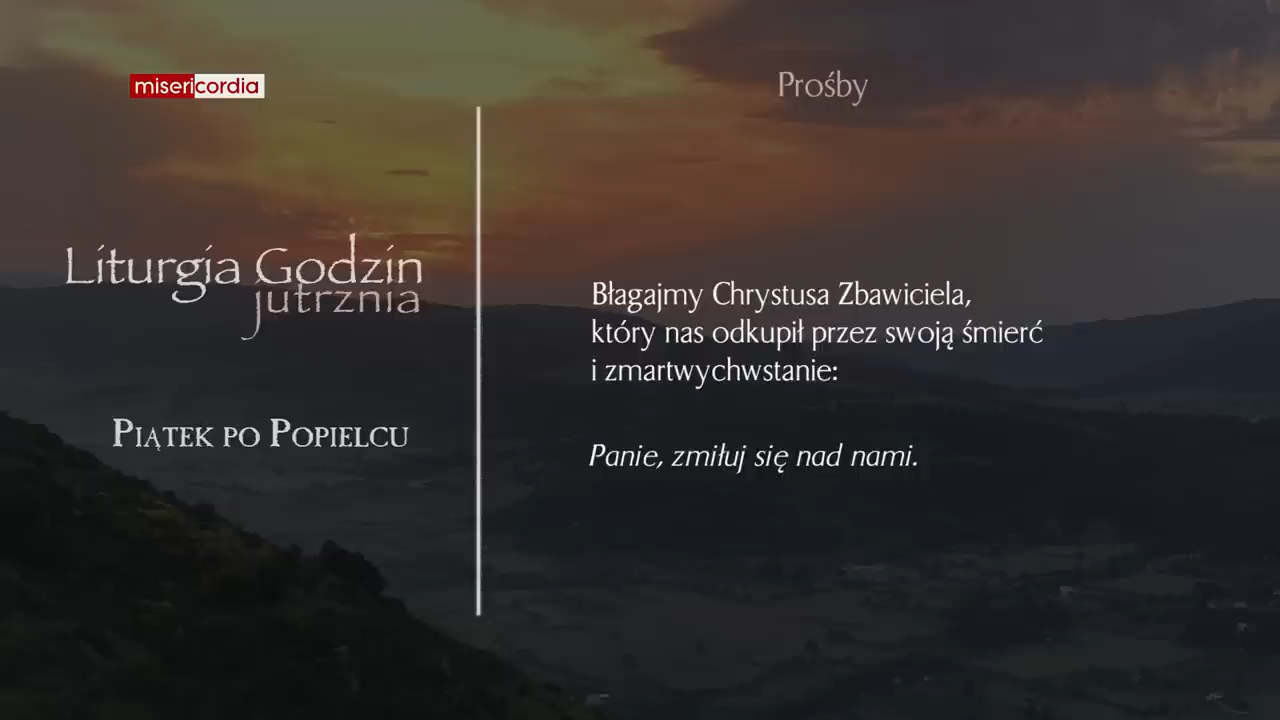 misericordia
Liturgia Godzin
jutrznia
Piątek po Popielcu
Prośby
Błagajmy Chrystusa Zbawiciela,
który nas odkupił przez swoją śmierć
i zmartwychwstanie:
Panie, zmiłuj się nad nami.